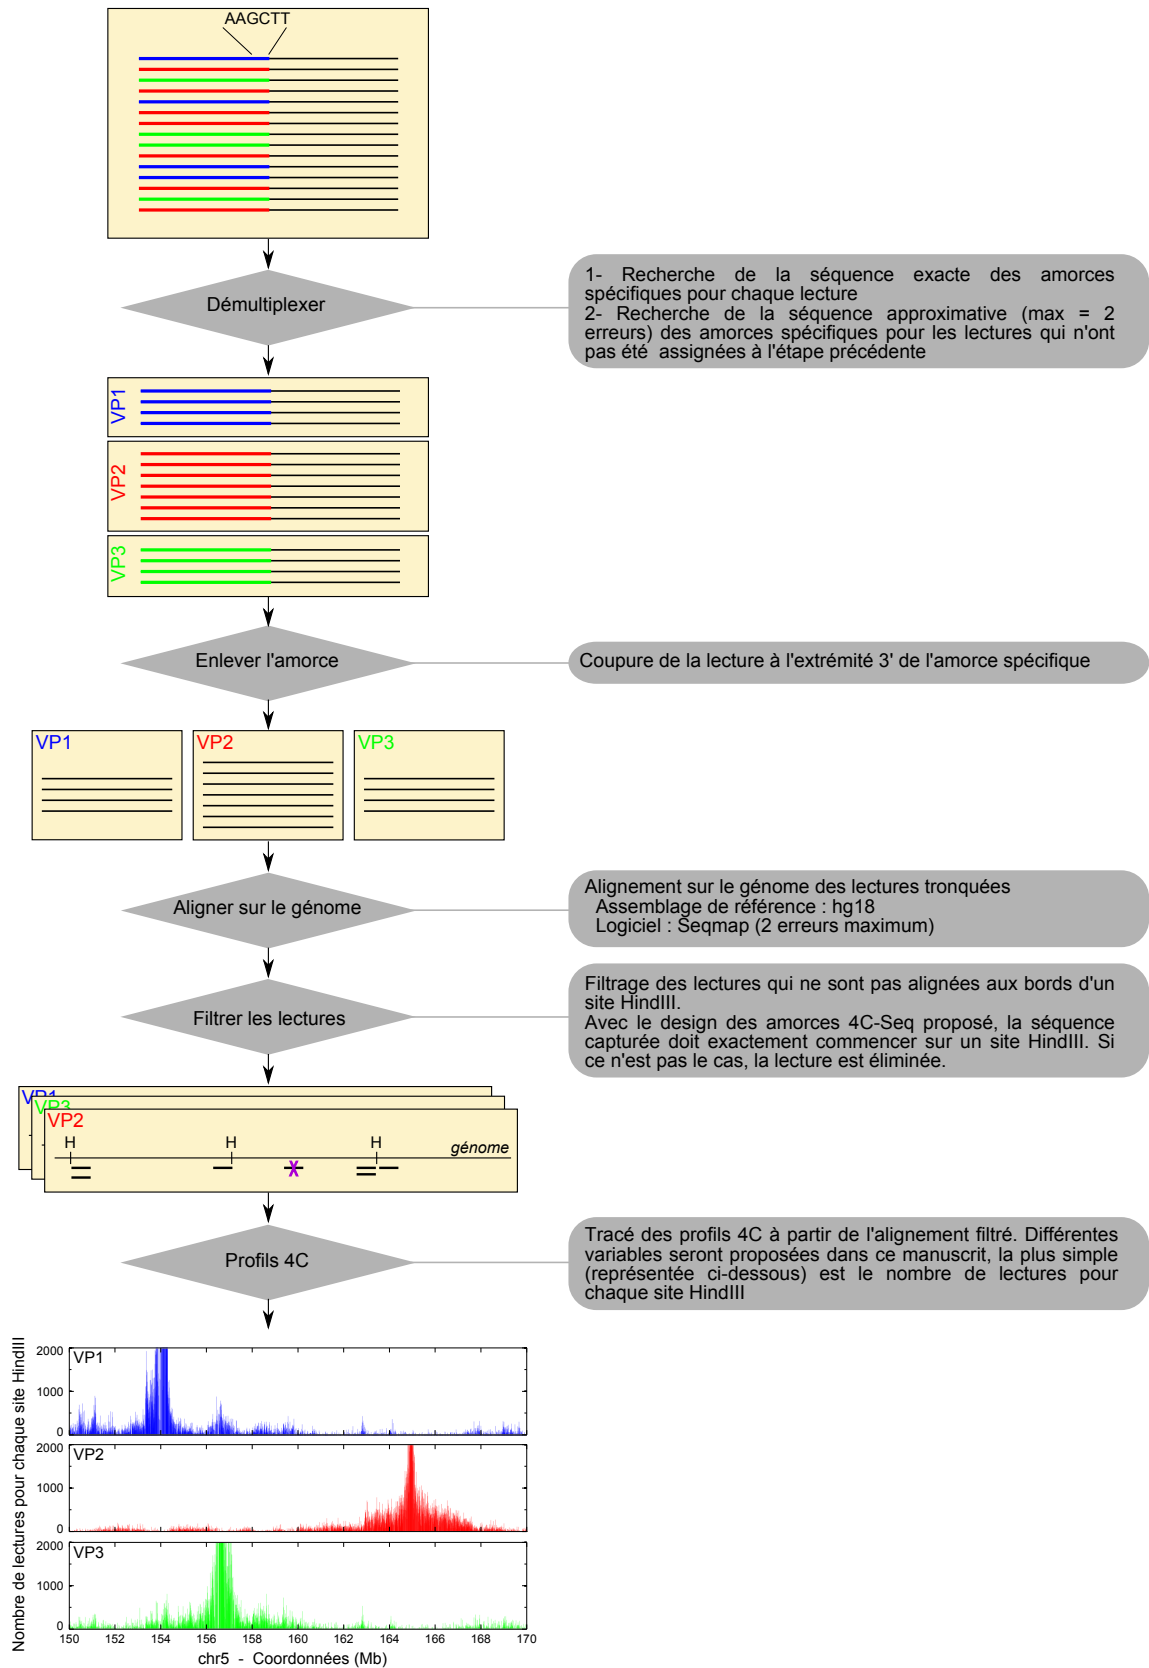 AAGCTT
Démultiplexer
1- Recherche de la séquence exacte des amorces
spécifiques pour chaque lecture
2- Recherche de la séquence approximative (max = 2
erreurs) des amorces spécifiques pour les lectures qui n'ont
pas été assignées à l'étape précédente
VP1
VP2
VP3
Enlever l'amorce
Coupure de la lecture à l'extrémité 3' de l'amorce spécifique
VP1
VP2
VP3
Aligner sur le génome
Alignement sur le génome des lectures tronquées
Assemblage de référence : hg18
Logiciel : Seqmap (2 erreurs maximum)
Filtrer les lectures
Filtrage des lectures qui ne sont pas alignées aux bords d'un
site HindIII.
Avec le design des amorces 4C-Seq proposé, la séquence
capturée doit exactement commencer sur un site HindIII. Si
ce n'est pas le cas, la lecture est éliminée.
VP1
VP3
VP2
H H H
génome
X
Profils 4C
Tracé des profils 4C à partir de l'alignement filtré. Différentes
variables seront proposées dans ce manuscrit, la plus simple
(représentée ci-dessous) est le nombre de lectures pour
chaque site HindIII
Nombre de lectures pour chaque site HindIII
2000
VP1
1000
0
2000
VP2
1000
0
2000
VP3
1000
0
150 152 154 156 158 160 162 164 166 168 170
chr5 - Coordonnées (Mb)